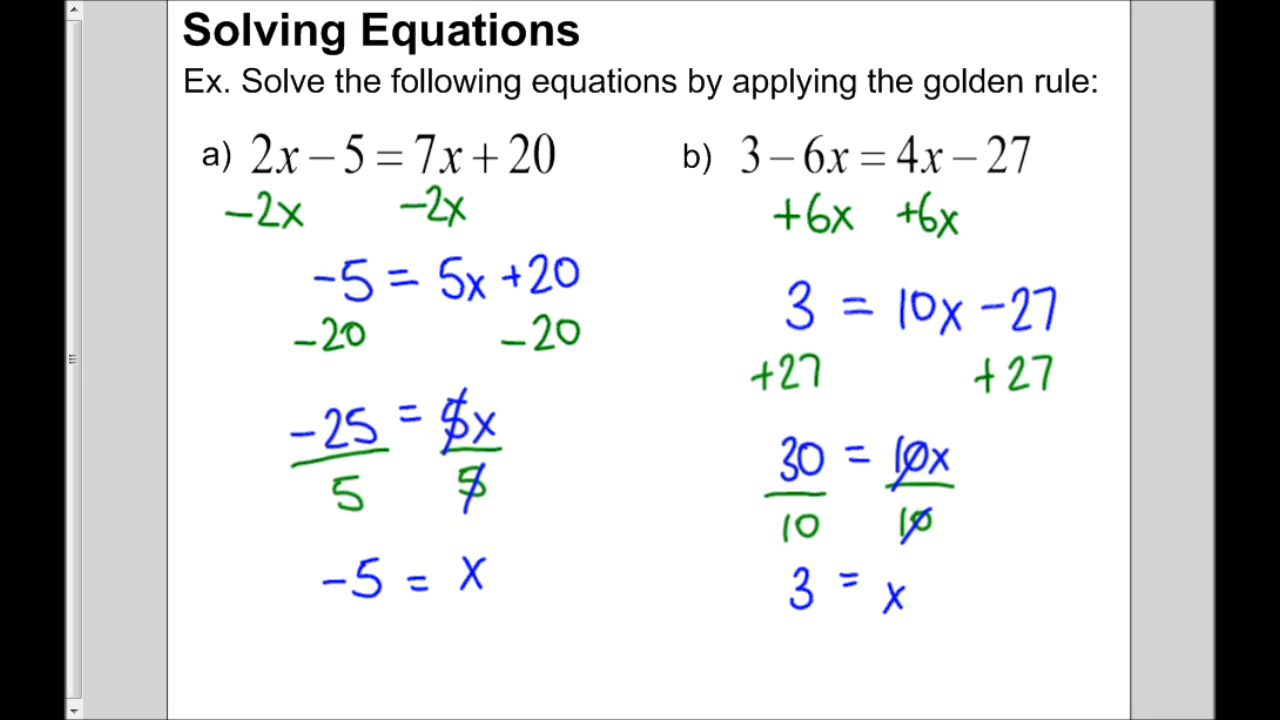 Solving Equations
Ex. Solve the following equations by applying the golden rule:
a) 2x – 5 = 7x + 20
–2x –2x
–5 = 5x +20
–20 –20
–25 = 5x
5 5
–5 = x
b) 3 – 6x = 4x – 27
+6x +6x
3 = 10x –27
+27 +27
30 = 10x
10 10
3 = x